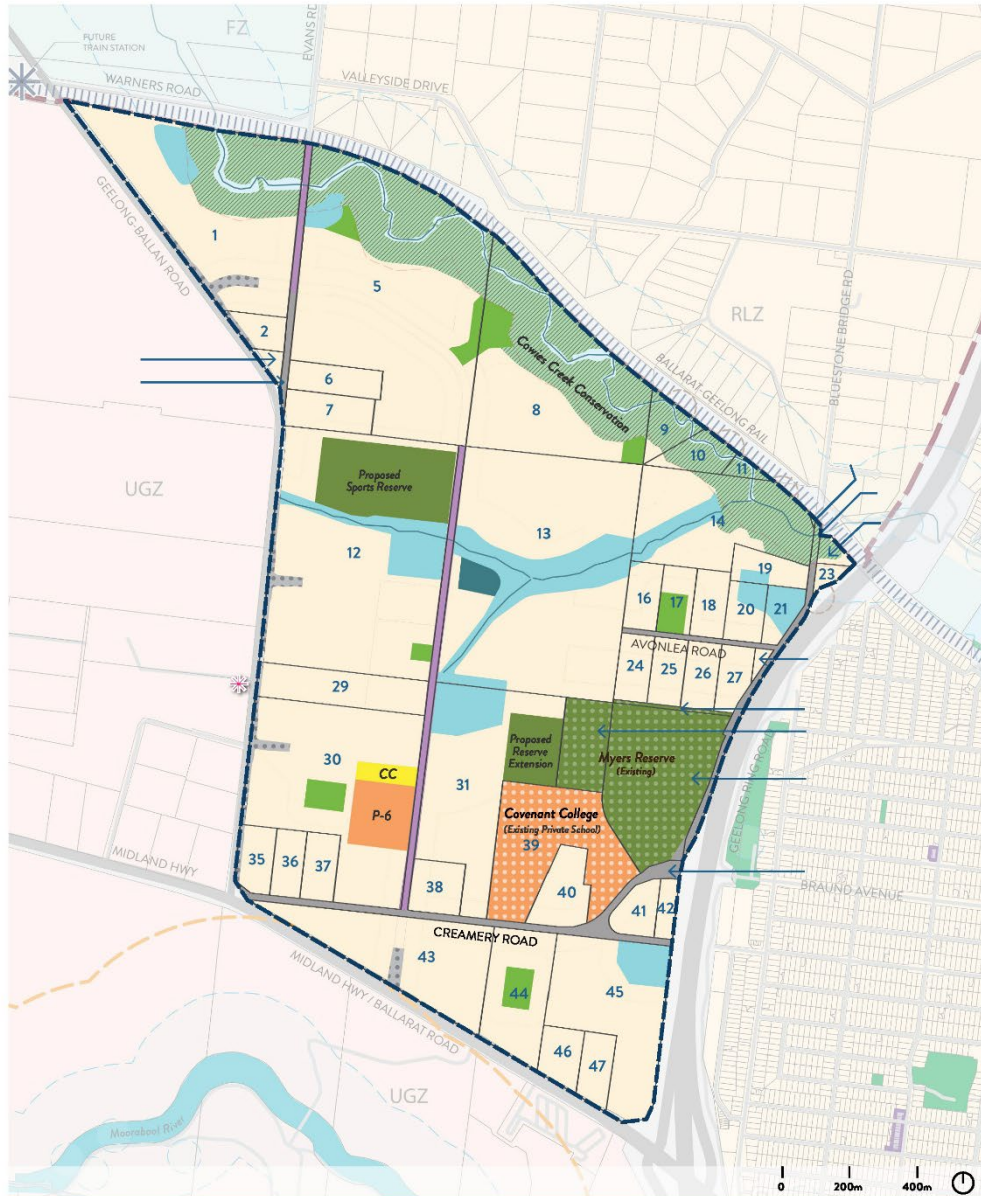 FZ
FUTURE
TRAIN STATION
EVANS RD
WARNERS ROAD
VALLEYSIDE DRIVE
GEELONG-BALLAN ROAD
1
5
2
RLZ
BLUESTONE BRIDGE RD
6
Cowies Creek Conservation
BALLARAT-GEELONG RAIL
7
8
9
10
11
UGZ
Proposed
Sports Reserve
12
13
14
19
23
16
17
18
20
21
AVONLEA ROAD
24
25
26
27
29
30
CC
P-6
31
Proposed
Reserve
Extension
Myers Reserve
(Existing)
Covenant College
(Existing Private School)
39
GEELONG RING ROAD
MIDLAND HWY
35
36
37
38
40
41
42
BRAUND AVENUE
CREAMERY ROAD
43
44
45
MIDLAND HWY / BALLARAT ROAD
46
47
UGZ
Moorabool River
0
200m
400m